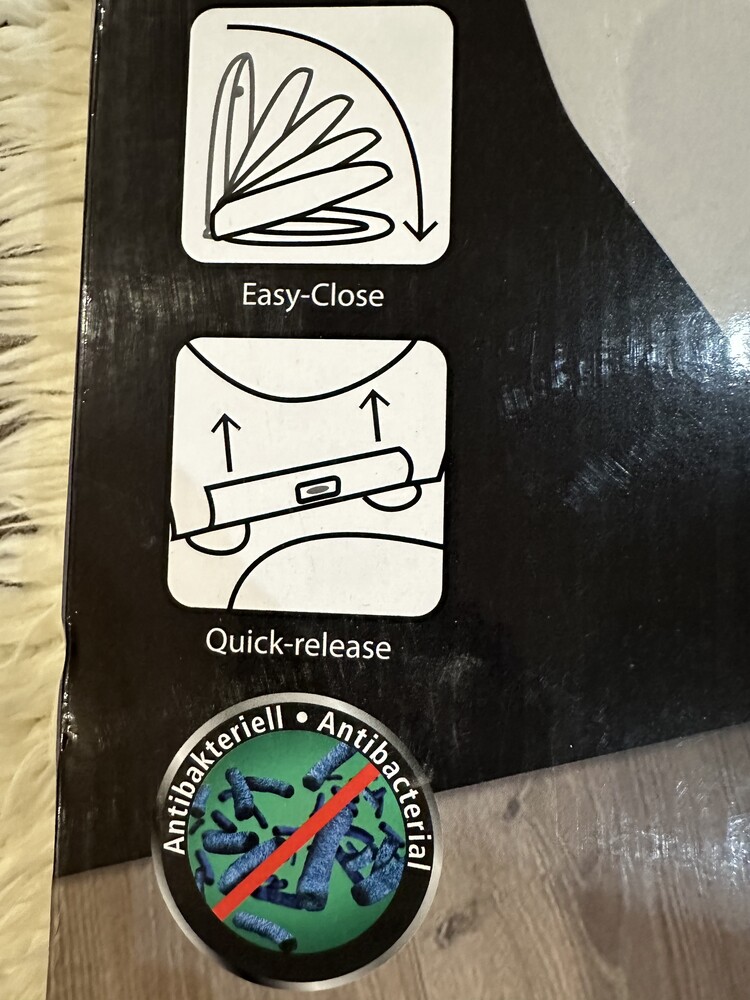 Easy-Close
Quick-release
Antibakteriell • Antibacterial